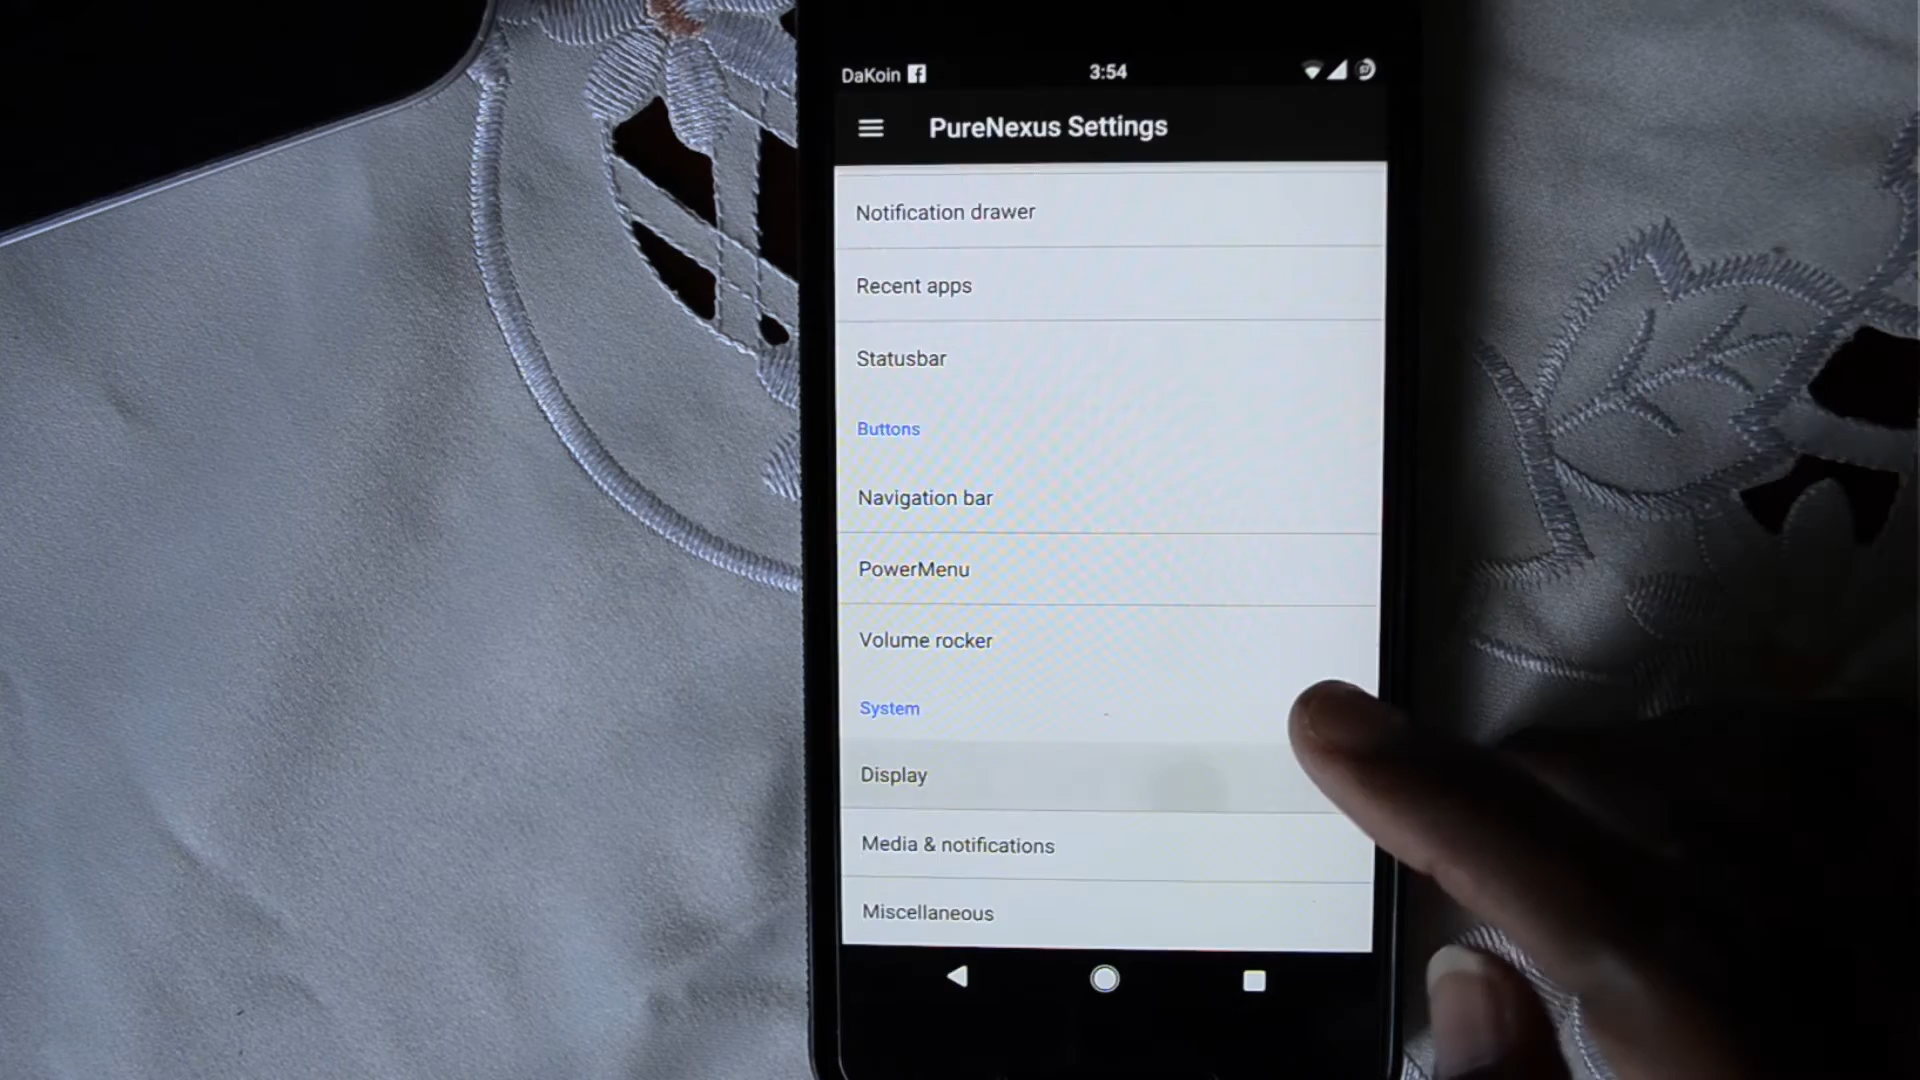 DaKoin
3:54
PureNexus Settings
Notification drawer
Recent apps
Statusbar
Buttons
Navigation bar
PowerMenu
Volume rocker
System
Display
Media & notifications
Miscellaneous